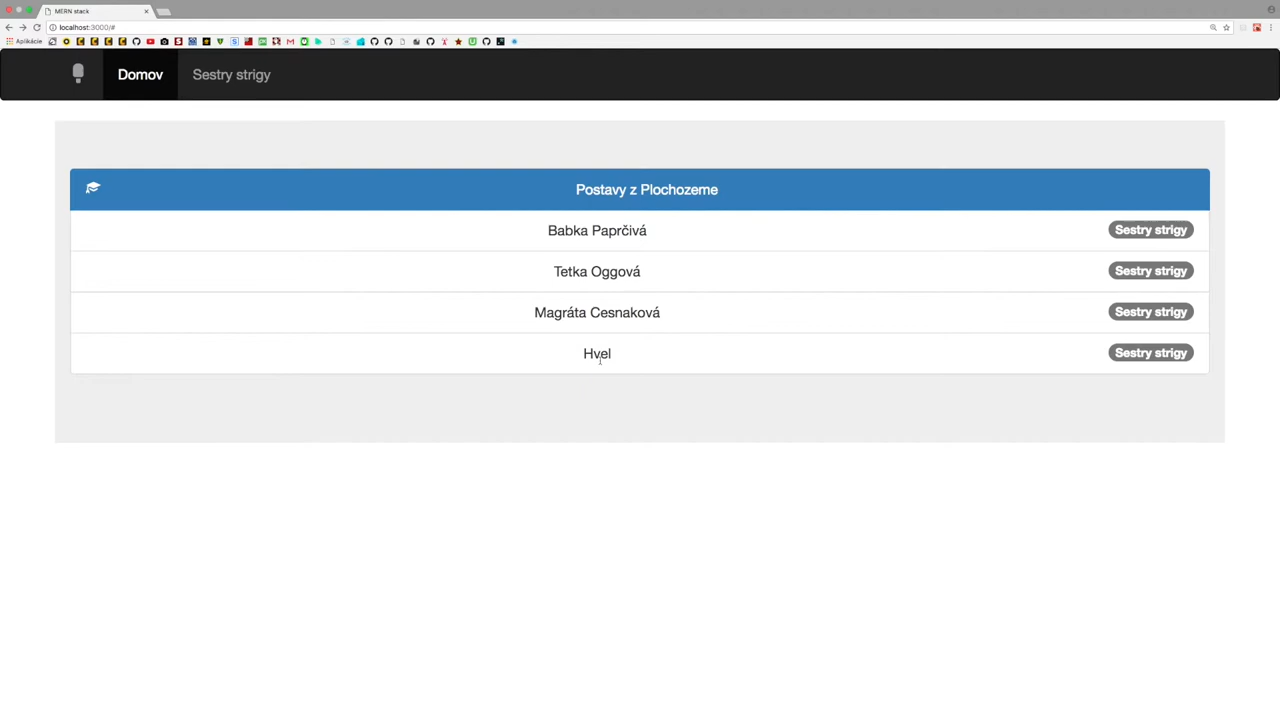 MERN stack
localhost:3000/#
Aplikácie
Domov
Sestry strigy
Postavy z Plochozeme
Babka Paprčivá
Sestry strigy
Tetka Oggová
Sestry strigy
Magráta Cesnaková
Sestry strigy
Hvel
Sestry strigy